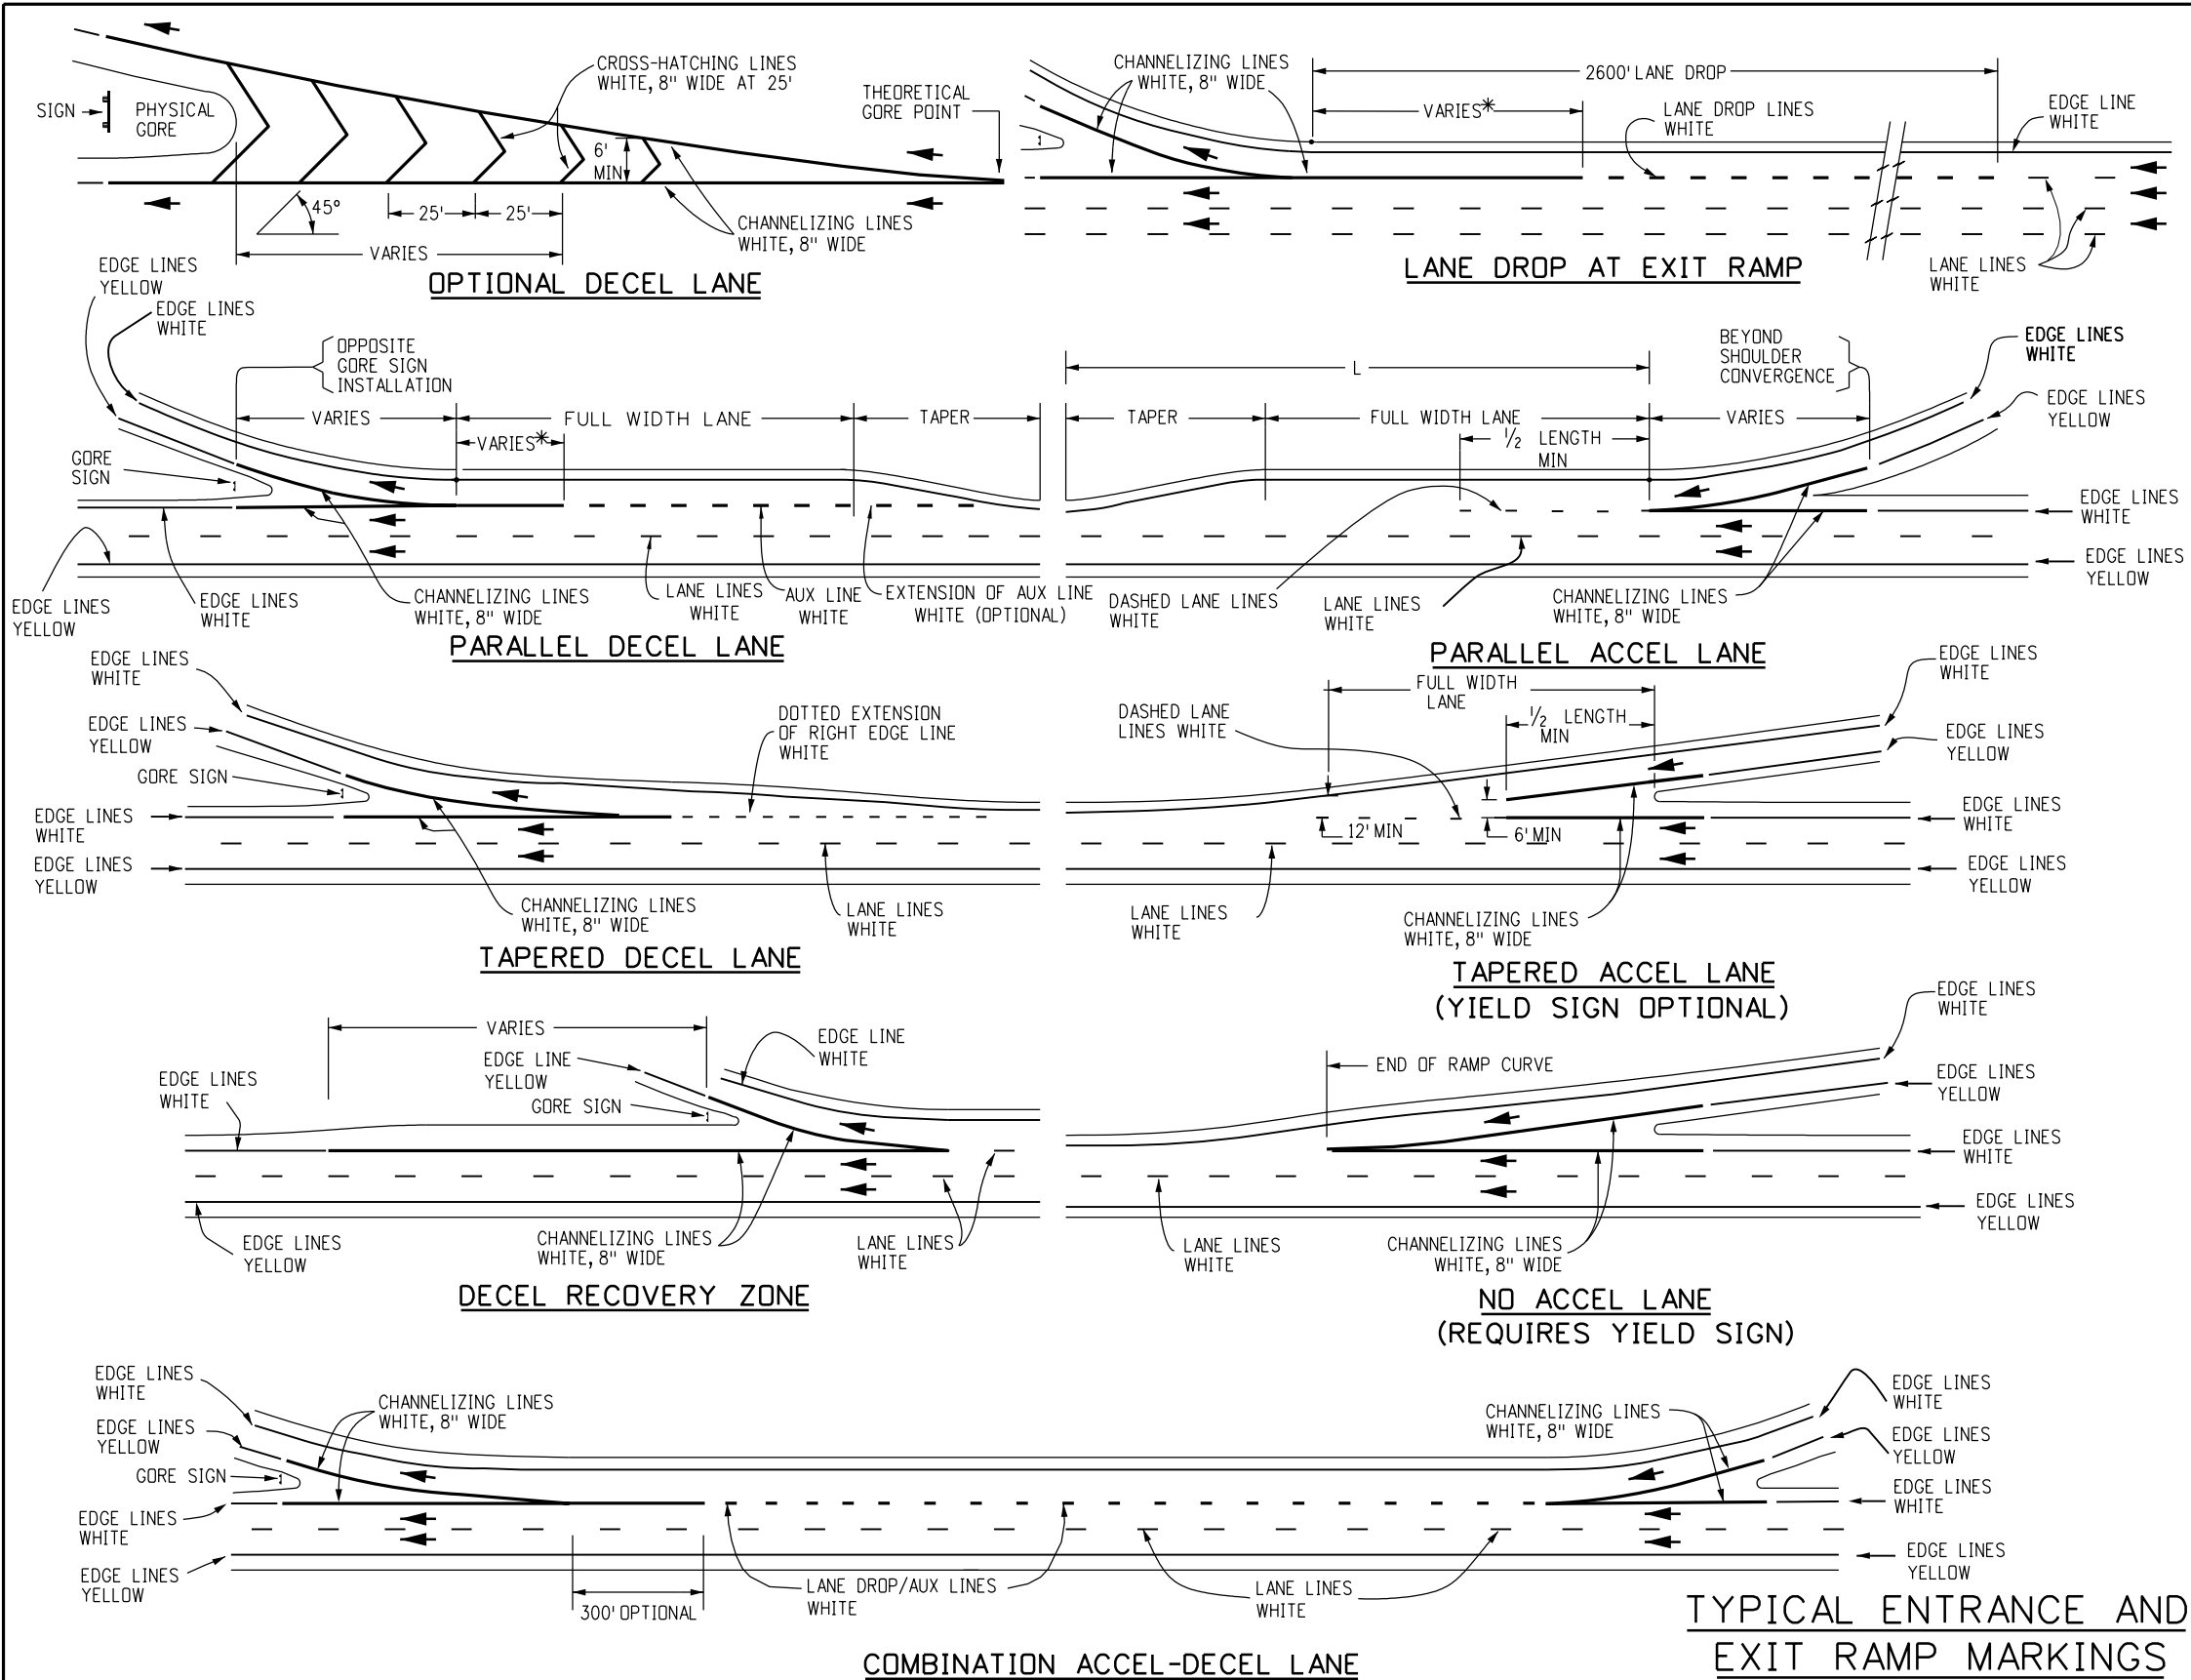 CROSS-HATCHING LINES
WHITE, 8" WIDE AT 25'
SIGN
PHYSICAL
GORE
THEORETICAL
GORE POINT
6'
MIN
45°
25'
25'
VARIES
CHANNELIZING LINES
WHITE, 8" WIDE
OPTIONAL DECEL LANE
CHANNELIZING LINES
WHITE, 8" WIDE
2600' LANE DROP
VARIES*
LANE DROP LINES
WHITE
EDGE LINE
WHITE
LANE LINES
WHITE
LANE DROP AT EXIT RAMP
EDGE LINES
YELLOW
EDGE LINES
WHITE
OPPOSITE
GORE SIGN
INSTALLATION
VARIES
FULL WIDTH LANE
TAPER
VARIES*
GORE
SIGN
EDGE LINES
YELLOW
EDGE LINES
WHITE
CHANNELIZING LINES
WHITE, 8" WIDE
LANE LINES
WHITE
AUX LINE
WHITE
EXTENSION OF AUX LINE
WHITE (OPTIONAL)
PARALLEL DECEL LANE
L
BEYOND
SHOULDER
CONVERGENCE
EDGE LINES
WHITE
EDGE LINES
YELLOW
TAPER
FULL WIDTH LANE
VARIES
1/2 LENGTH
MIN
EDGE LINES
WHITE
EDGE LINES
YELLOW
DASHED LANE LINES
WHITE
LANE LINES
WHITE
CHANNELIZING LINES
WHITE, 8" WIDE
PARALLEL ACCEL LANE
EDGE LINES
WHITE
EDGE LINES
YELLOW
GORE SIGN
DOTTED EXTENSION
OF RIGHT EDGE LINE
WHITE
EDGE LINES
WHITE
EDGE LINES
YELLOW
CHANNELIZING LINES
WHITE, 8" WIDE
LANE LINES
WHITE
TAPERED DECEL LANE
FULL WIDTH
LANE
DASHED LANE
LINES WHITE
1/2 LENGTH
MIN
EDGE LINES
WHITE
EDGE LINES
YELLOW
12' MIN
6' MIN
EDGE LINES
WHITE
EDGE LINES
YELLOW
LANE LINES
WHITE
CHANNELIZING LINES
WHITE, 8" WIDE
TAPERED ACCEL LANE
(YIELD SIGN OPTIONAL)
VARIES
EDGE LINE
WHITE
EDGE LINE
YELLOW
GORE SIGN
EDGE LINES
WHITE
EDGE LINES
YELLOW
CHANNELIZING LINES
WHITE, 8" WIDE
LANE LINES
WHITE
DECEL RECOVERY ZONE
END OF RAMP CURVE
EDGE LINES
WHITE
EDGE LINES
YELLOW
EDGE LINES
WHITE
EDGE LINES
YELLOW
LANE LINES
WHITE
CHANNELIZING LINES
WHITE, 8" WIDE
NO ACCEL LANE
(REQUIRES YIELD SIGN)
EDGE LINES
WHITE
CHANNELIZING LINES
WHITE, 8" WIDE
EDGE LINES
YELLOW
GORE SIGN
EDGE LINES
WHITE
EDGE LINES
YELLOW
300' OPTIONAL
LANE DROP/AUX LINES
WHITE
LANE LINES
WHITE
CHANNELIZING LINES
WHITE, 8" WIDE
EDGE LINES
WHITE
EDGE LINES
YELLOW
EDGE LINES
WHITE
EDGE LINES
YELLOW
COMBINATION ACCEL-DECEL LANE
TYPICAL ENTRANCE AND
EXIT RAMP MARKINGS